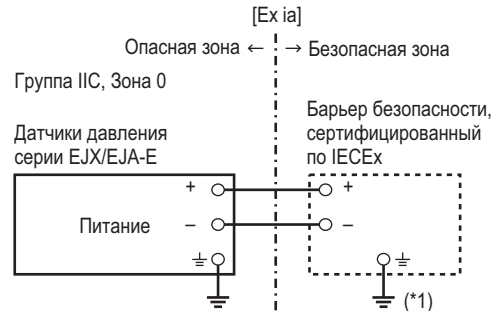 [Ex ia]
Опасная зона ← → Безопасная зона
Группа IIC, Зона 0
Датчики давления
серии EJX/EJA-E
Барьер безопасности,
сертифицированный
по IECEx
Питание
+
–
+
–
(*1)